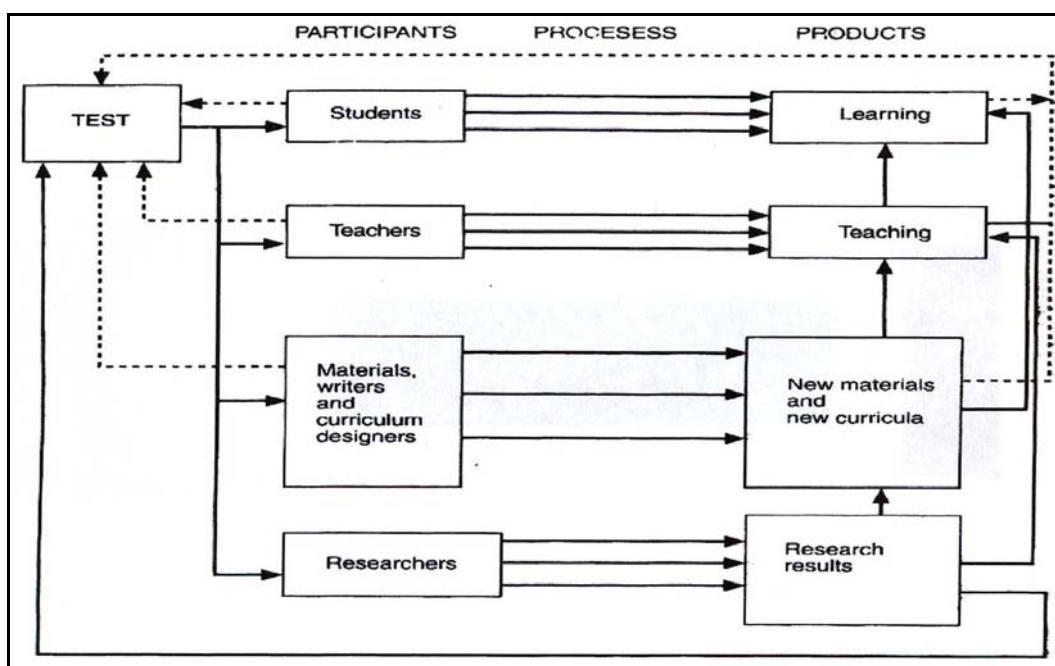 PARTICIPANTS PROCESESS PRODUCTS
TEST
Students
Learning
Teachers
Teaching
Materials,
writers
and
curriculum
designers
New materials
and
new curricula
Researchers
Research
results